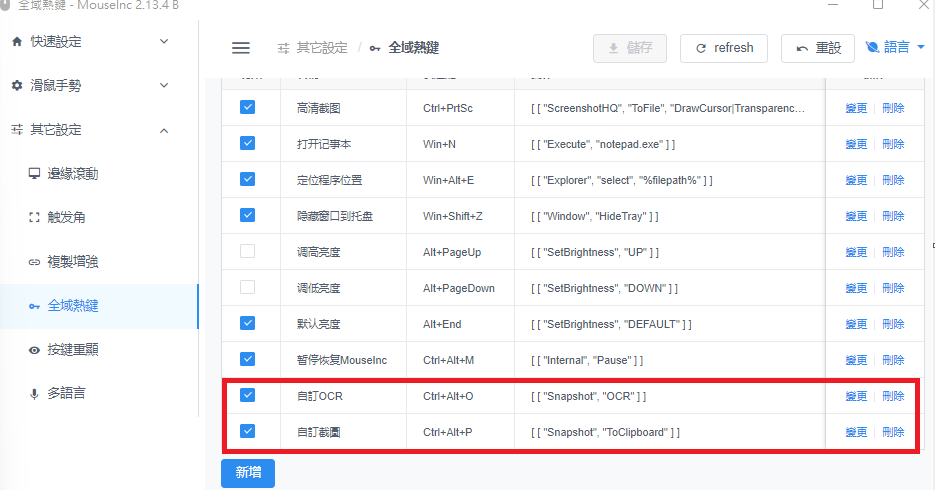 全域熱鍵 - MouseInc 2.13.4 B
快速設定
滑鼠手勢
其它設定
邊緣滾動
触发角
複製增強
全域熱鍵
按鍵重顯
多語言
其它設定 / 全域熱鍵
儲存 refresh 重設 語言
高清截图 Ctrl+PrtSc [ [ "ScreenshotHQ", "ToFile", "DrawCursor|Transparenc... 變更 刪除
打开记事本 Win+N [ [ "Execute", "notepad.exe" ] ] 變更 刪除
定位程序位置 Win+Alt+E [ [ "Explorer", "select", "%filepath%" ] ] 變更 刪除
隐藏窗口到托盘 Win+Shift+Z [ [ "Window", "HideTray" ] ] 變更 刪除
调高亮度 Alt+PageUp [ [ "SetBrightness", "UP" ] ] 變更 刪除
调低亮度 Alt+PageDown [ [ "SetBrightness", "DOWN" ] ] 變更 刪除
默认亮度 Alt+End [ [ "SetBrightness", "DEFAULT" ] ] 變更 刪除
暂停恢复MouseInc Ctrl+Alt+M [ [ "Internal", "Pause" ] ] 變更 刪除
自訂OCR Ctrl+Alt+O [ [ "Snapshot", "OCR" ] ] 變更 刪除
自訂截圖 Ctrl+Alt+P [ [ "Snapshot", "ToClipboard" ] ] 變更 刪除
新增